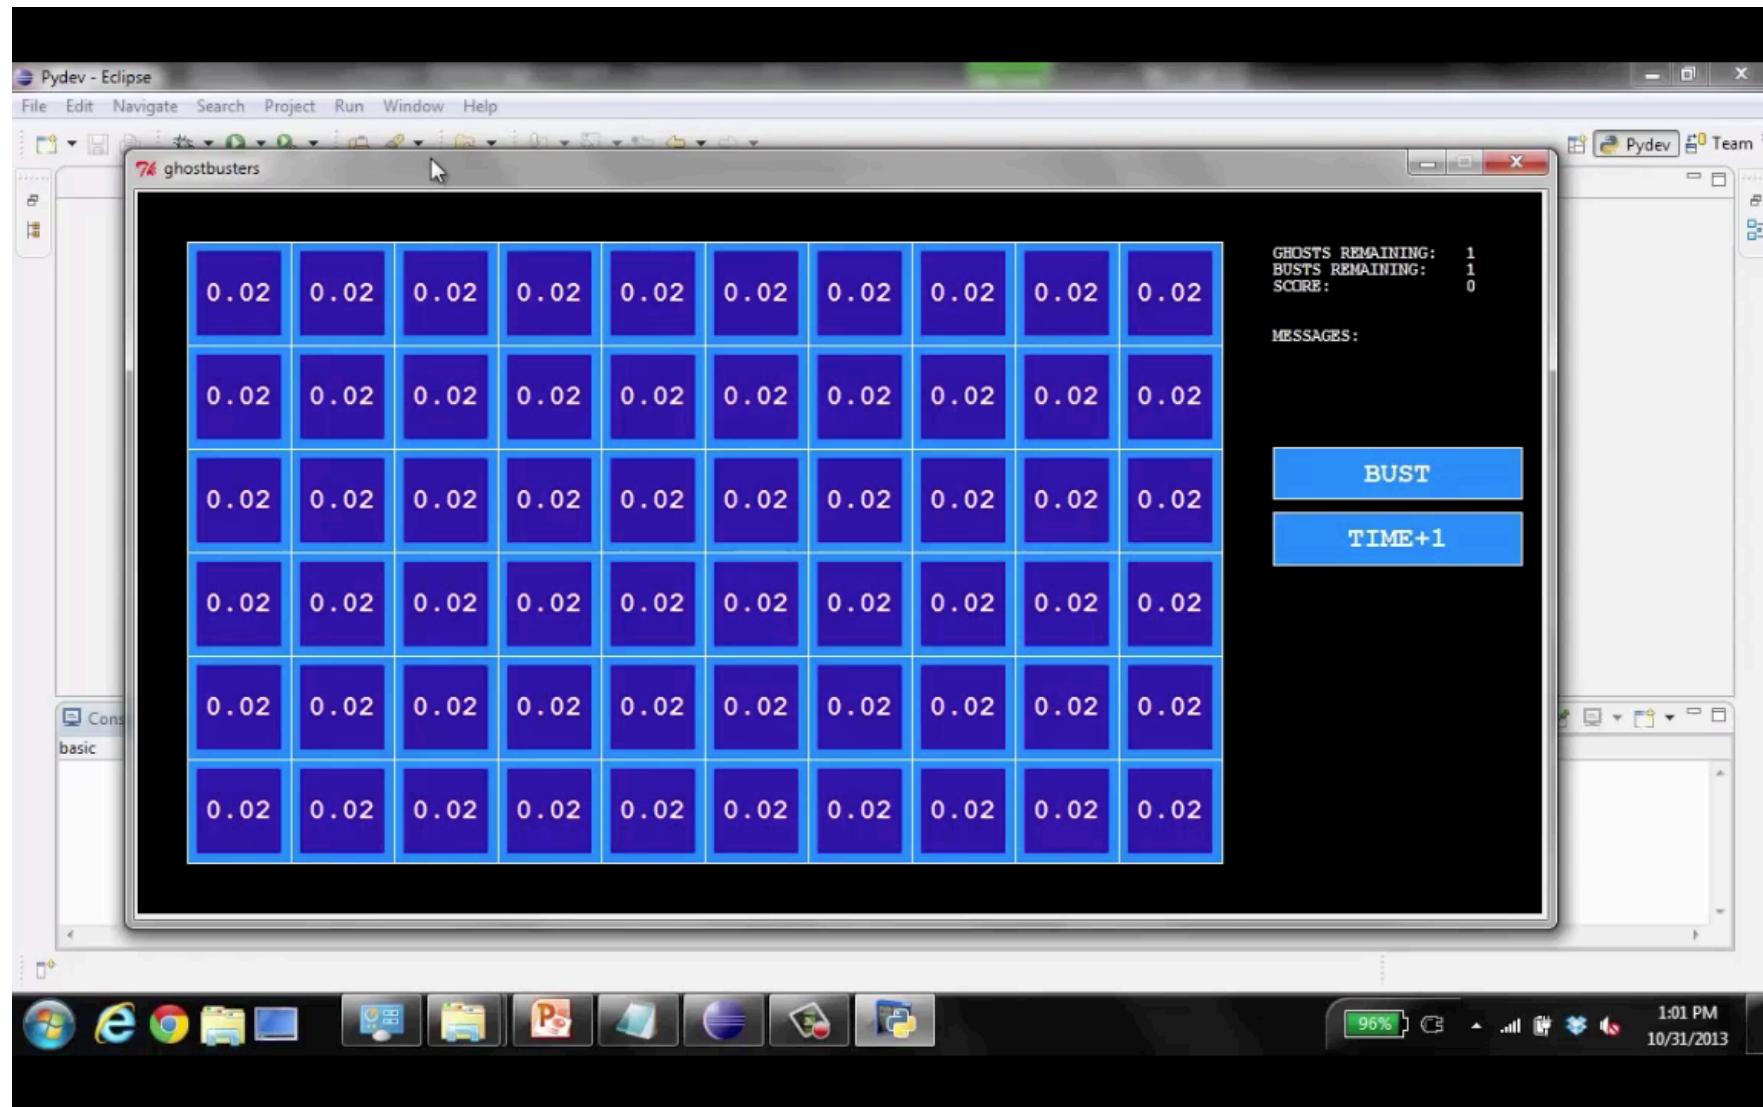 Pydev - Eclipse
File Edit Navigate Search Project Run Window Help
Pydev Team
ghostbusters
GHOSTS REMAINING: 1
BUSTS REMAINING: 1
SCORE: 0
MESSAGES:
0.02 0.02 0.02 0.02 0.02 0.02 0.02 0.02 0.02 0.02
0.02 0.02 0.02 0.02 0.02 0.02 0.02 0.02 0.02 0.02
0.02 0.02 0.02 0.02 0.02 0.02 0.02 0.02 0.02 0.02
0.02 0.02 0.02 0.02 0.02 0.02 0.02 0.02 0.02 0.02
0.02 0.02 0.02 0.02 0.02 0.02 0.02 0.02 0.02 0.02
0.02 0.02 0.02 0.02 0.02 0.02 0.02 0.02 0.02 0.02
BUST
TIME+1
Cons
basic
96%
1:01 PM
10/31/2013